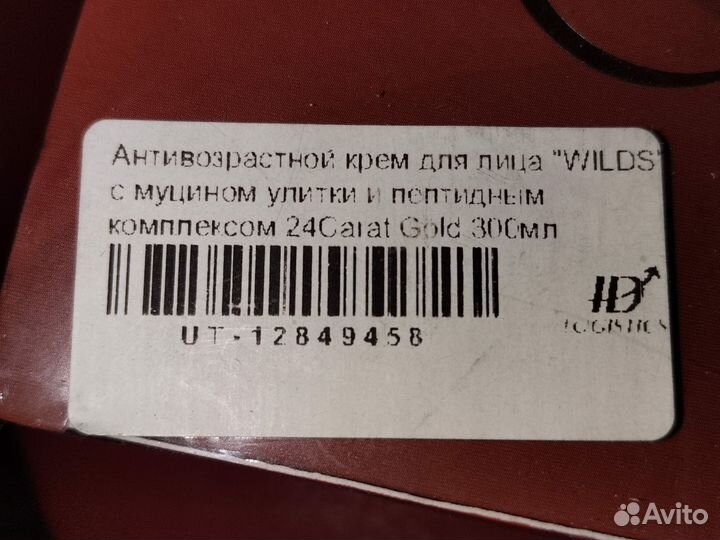 Антивозрастной крем для лица "WILDS"
с муцином улитки и пептидным
комплексом 24Carat Gold 300мл
UT-12849458
LOGISTICS
Avito